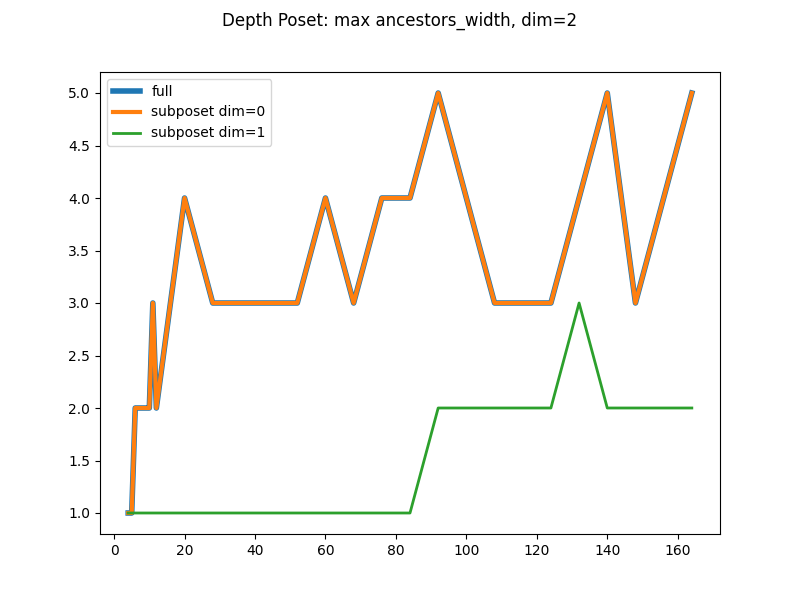 Depth Poset: max ancestors_width, dim=2
full
subposet dim=0
subposet dim=1
5.0
4.5
4.0
3.5
3.0
2.5
2.0
1.5
1.0
0 20 40 60 80 100 120 140 160